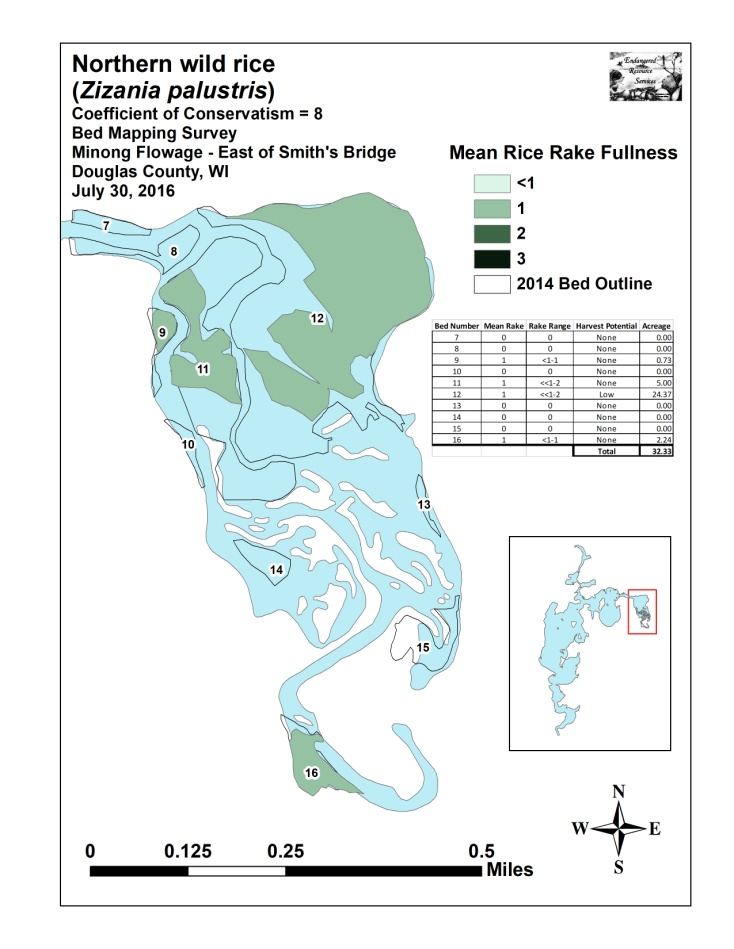 Northern wild rice
(Zizania palustris)
Coefficient of Conservatism = 8
Bed Mapping Survey
Minong Flowage - East of Smith's Bridge
Douglas County, WI
July 30, 2016
Endangered
Resource
Services
Mean Rice Rake Fullness
<1
1
2
3
2014 Bed Outline
7
8
12
9
11
10
13
14
15
16
Bed Number Mean Rake Rake Range Harvest Potential Acreage
7 0 0 None 0.00
8 0 0 None 0.00
9 1 <1-1 None 0.73
10 0 0 None 0.00
11 1 <<1-2 None 5.00
12 1 <<1-2 Low 24.37
13 0 0 None 0.00
14 0 0 None 0.00
15 0 0 None 0.00
16 1 <1-1 None 2.24
Total 32.33
N
W E
S
0 0.125 0.25 0.5
Miles